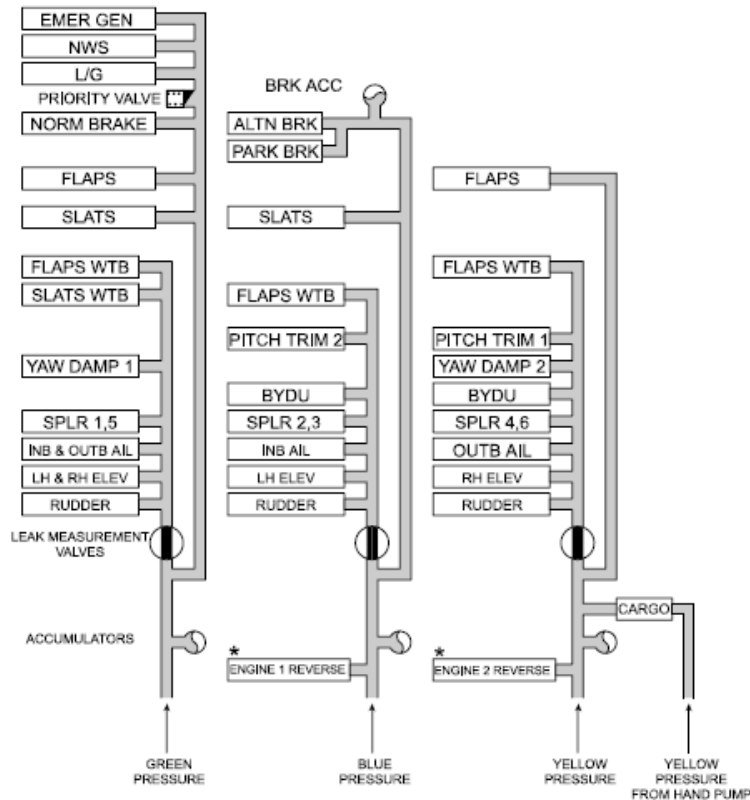 EMER GEN
NWS
L/G
PRIORITY VALVE
NORM BRAKE
FLAPS
SLATS
FLAPS WTB
SLATS WTB
YAW DAMP 1
SPLR 1,5
INB & OUTB AIL
LH & RH ELEV
RUDDER
LEAK MEASUREMENT
VALVES
ACCUMULATORS
GREEN
PRESSURE
BRK ACC
ALTN BRK
PARK BRK
SLATS
FLAPS WTB
PITCH TRIM 2
BYDU
SPLR 2,3
INB AIL
LH ELEV
RUDDER
*
ENGINE 1 REVERSE
BLUE
PRESSURE
FLAPS
FLAPS WTB
PITCH TRIM 1
YAW DAMP 2
BYDU
SPLR 4,6
OUTB AIL
RH ELEV
RUDDER
CARGO
*
ENGINE 2 REVERSE
YELLOW
PRESSURE
YELLOW
PRESSURE
FROM HAND PUMP